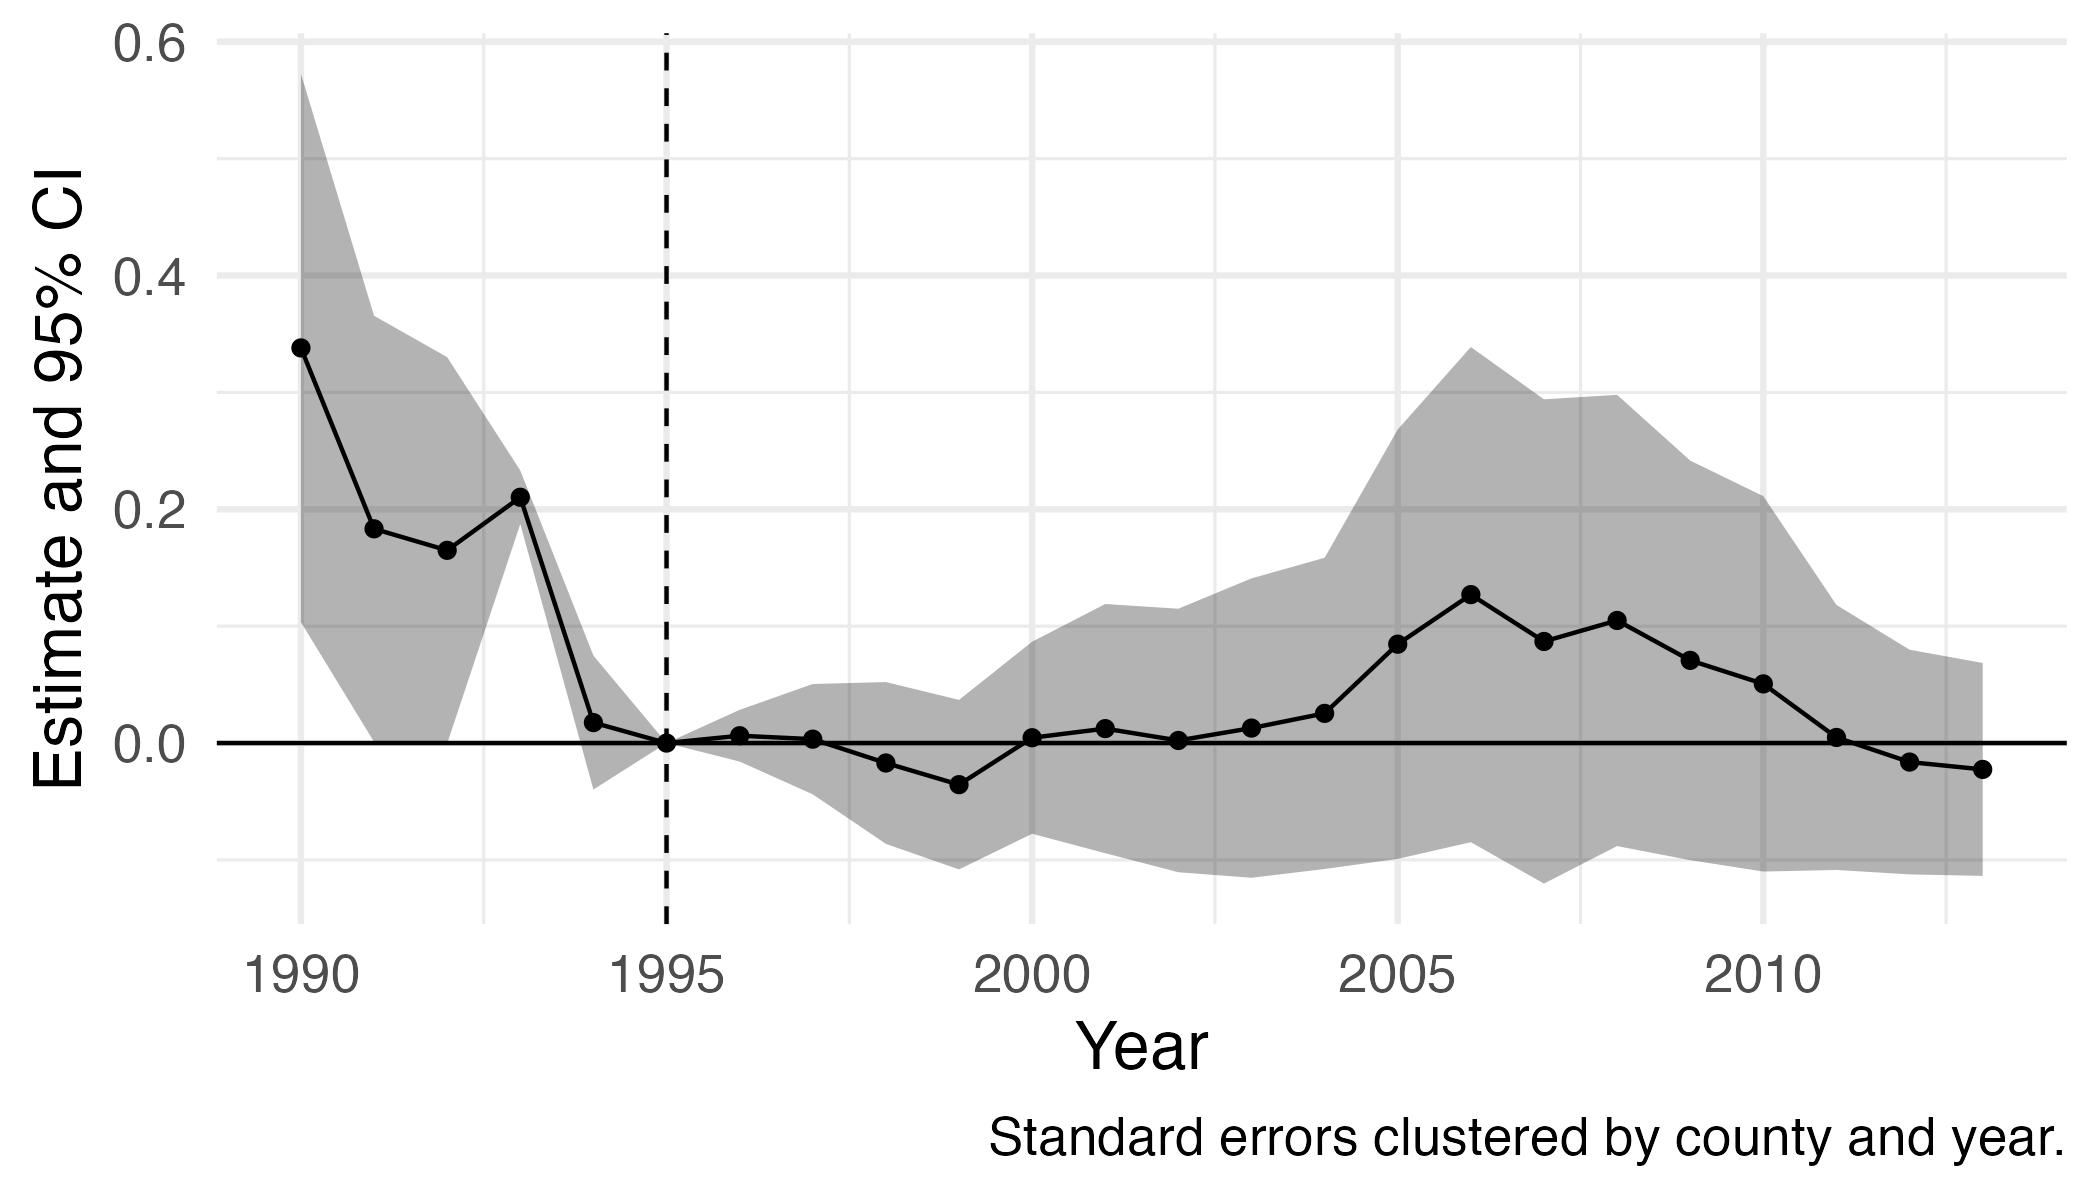 Estimate and 95% CI
0.6
0.4
0.2
0.0
1990 1995 2000 2005 2010
Year
Standard errors clustered by county and year.